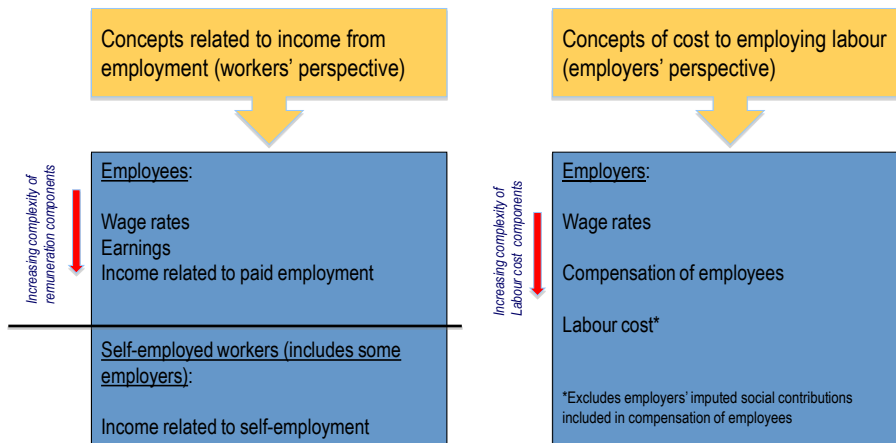 Concepts related to income from
employment (workers' perspective)
Increasing complexity of
remuneration components
Employees:
Wage rates
Earnings
Income related to paid employment
Self-employed workers (includes some
employers):
Income related to self-employment
Concepts of cost to employing labour
(employers' perspective)
Increasing complexity of
Labour cost components
Employers:
Wage rates
Compensation of employees
Labour cost*
*Excludes employers' imputed social contributions
included in compensation of employees